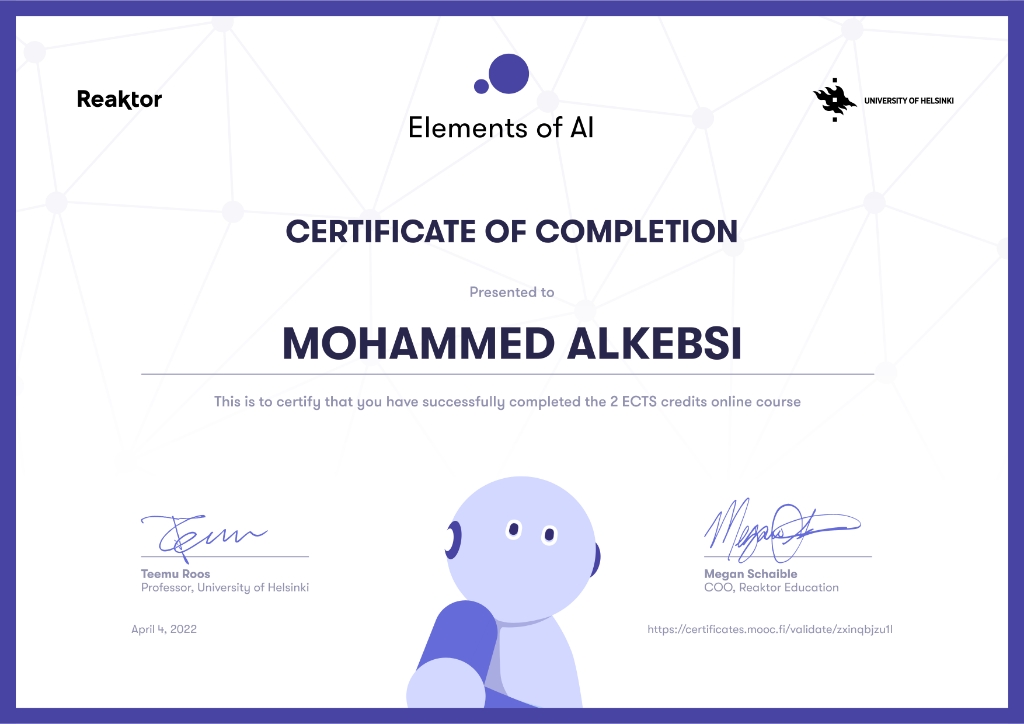 Reaktor
Elements of AI
UNIVERSITY OF HELSINKI
CERTIFICATE OF COMPLETION
Presented to
MOHAMMED ALKEBSI
This is to certify that you have successfully completed the 2 ECTS credits online course
Teemu Roos
Professor, University of Helsinki
Megan Schaible
COO, Reaktor Education
April 4, 2022
https://certificates.mooc.fi/validate/zxinqbjzu1l